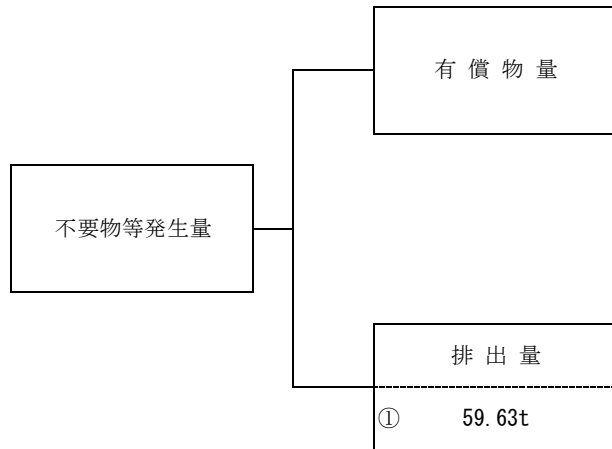 有 償 物 量
不要物等発生量
排 出 量
① 59.63t